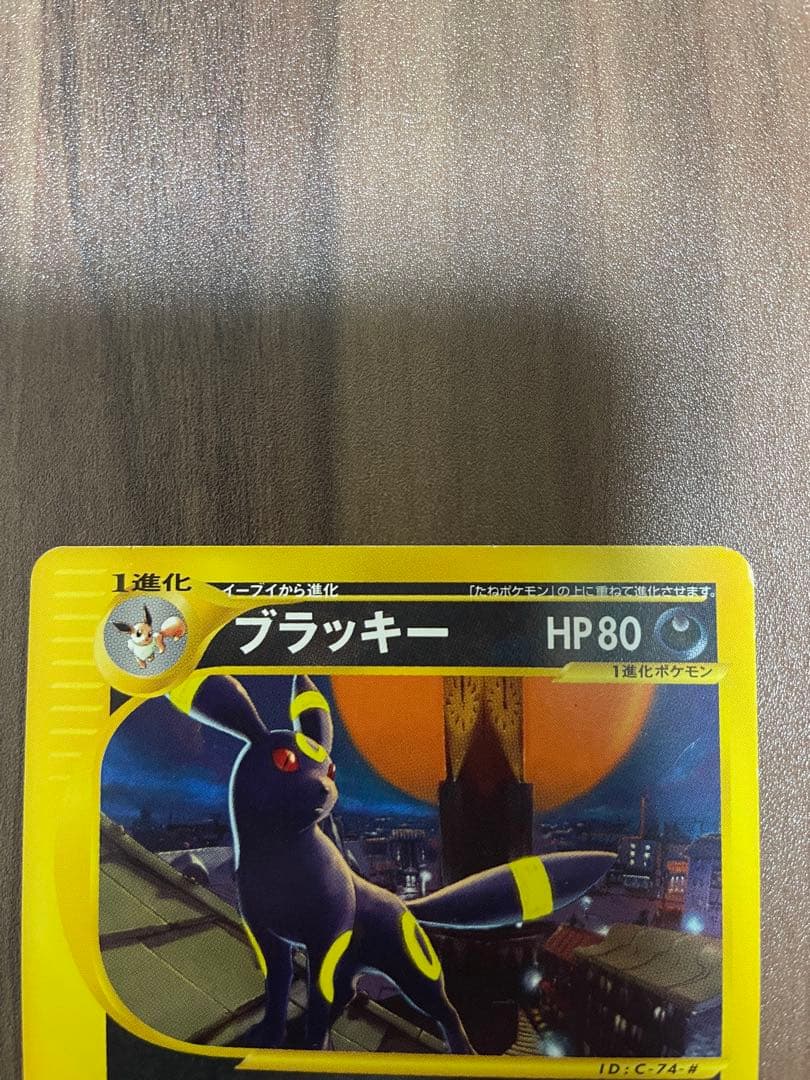 1進化
イーブイから進化 「たねポケモン」の上に重ねて進化させます。
ブラッキー HP80
1進化ポケモン
ID:C-74-#